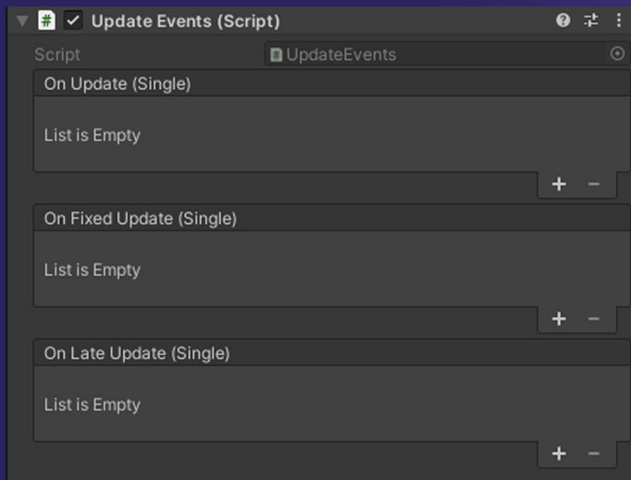 Update Events (Script)
Script UpdateEvents
On Update (Single)
List is Empty
On Fixed Update (Single)
List is Empty
On Late Update (Single)
List is Empty